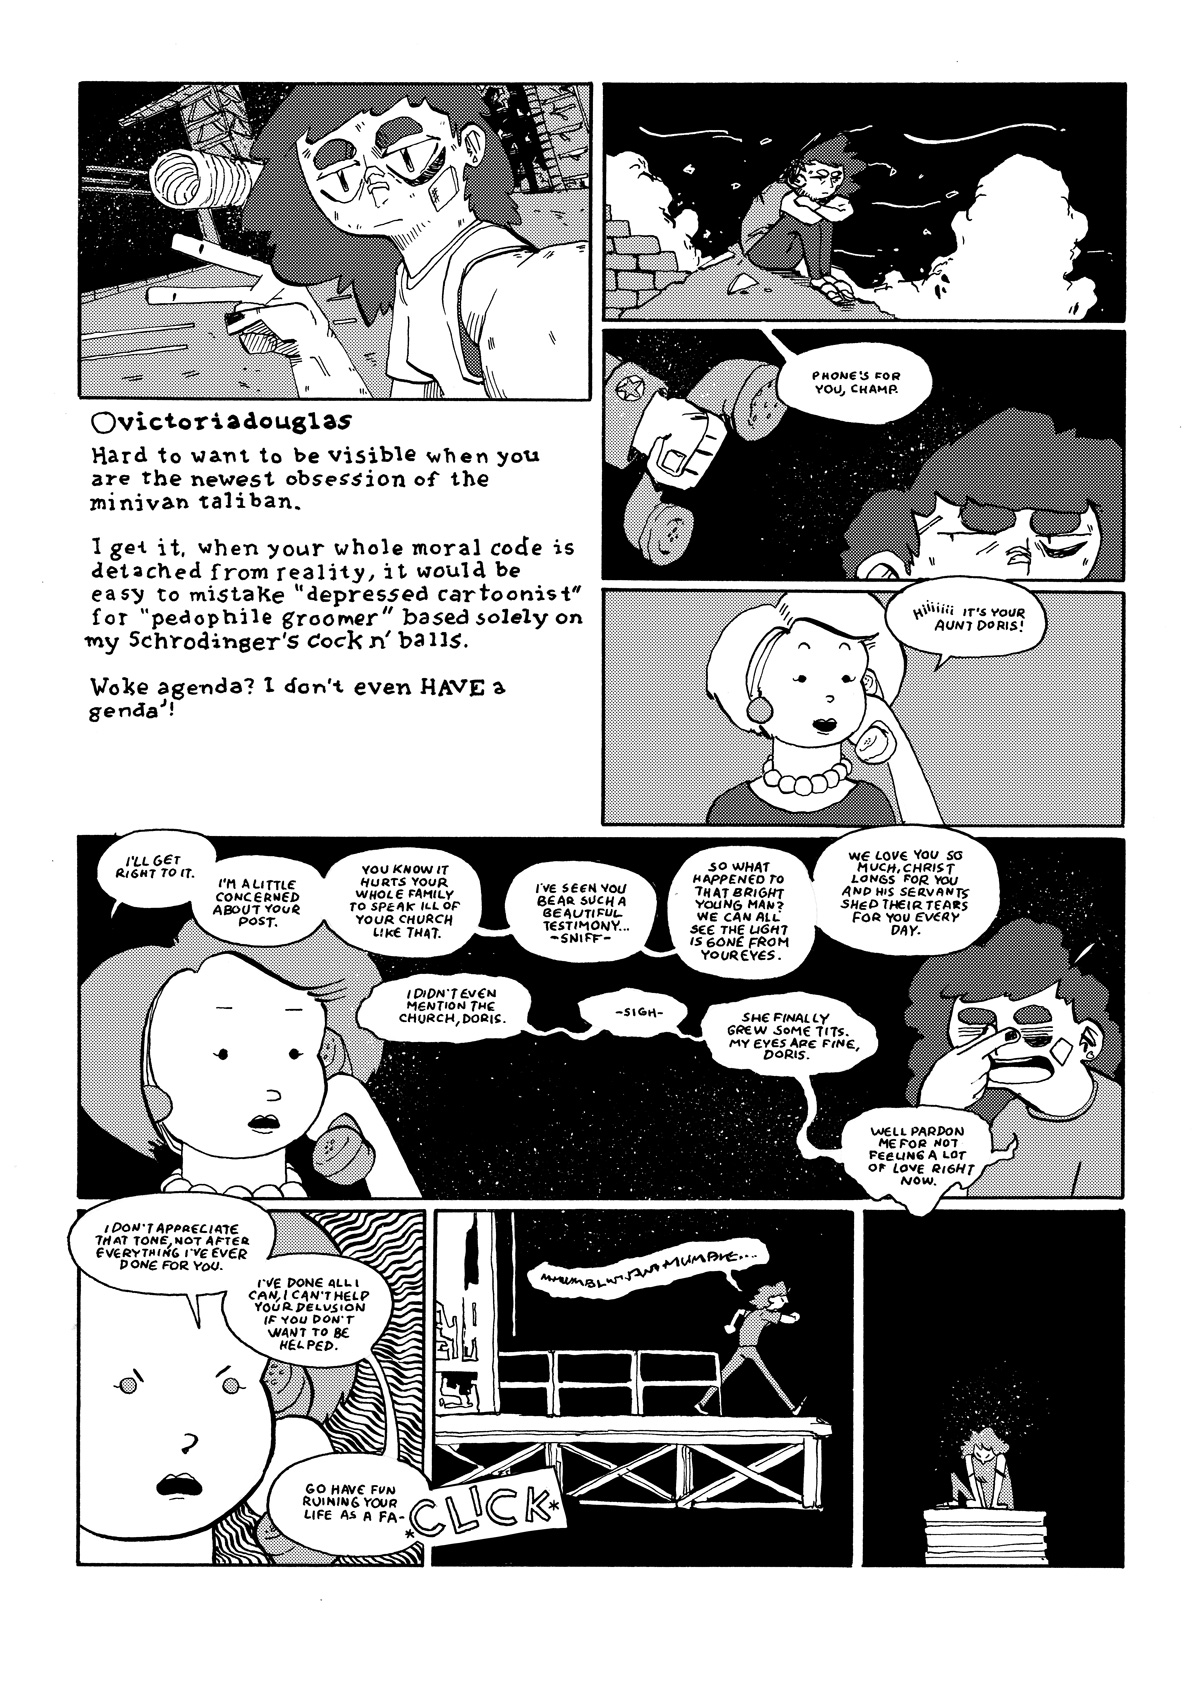 victoriadouglas
Hard to want to be visible when you
are the newest obsession of the
minivan taliban.
I get it, when your whole moral code is
detached from reality, it would be
easy to mistake "depressed cartoonist"
for "pedophile groomer" based solely on
my Schrodinger's cock n' balls.
Woke agenda? I don't even HAVE a
genda'!
PHONE'S FOR
YOU, CHAMP.
Hiiiiiii IT'S YOUR
AUNT DORIS!
I'LL GET
RIGHT TO IT.
I'M A LITTLE
CONCERNED
ABOUT YOUR
POST.
YOU KNOW IT
HURTS YOUR
WHOLE FAMILY
TO SPEAK ILL OF
YOUR CHURCH
LIKE THAT.
I'VE SEEN YOU
BEAR SUCH A
BEAUTIFUL
TESTIMONY...
-SNIFF-
SO WHAT
HAPPENED TO
THAT BRIGHT
YOUNG MAN?
WE CAN ALL
SEE THE LIGHT
IS GONE FROM
YOUR EYES.
WE LOVE YOU SO
MUCH, CHRIST
LONGS FOR YOU
AND HIS SERVANTS
SHED THEIR TEARS
FOR YOU EVERY
DAY.
I DIDN'T EVEN
MENTION THE
CHURCH, DORIS.
-SIGH-
SHE FINALLY
GREW SOME TITS.
MY EYES ARE FINE,
DORIS.
WELL PARDON
ME FOR NOT
FEELING A LOT
OF LOVE RIGHT
NOW.
I DON'T APPRECIATE
THAT TONE, NOT AFTER
EVERYTHING I'VE EVER
DONE FOR YOU.
I'VE DONE ALL I
CAN, I CAN'T HELP
YOUR DELUSION
IF YOU DON'T
WANT TO BE
HELPED.
GO HAVE FUN
RUINING YOUR
LIFE AS A FA-
*CLICK*
MUMBLE....